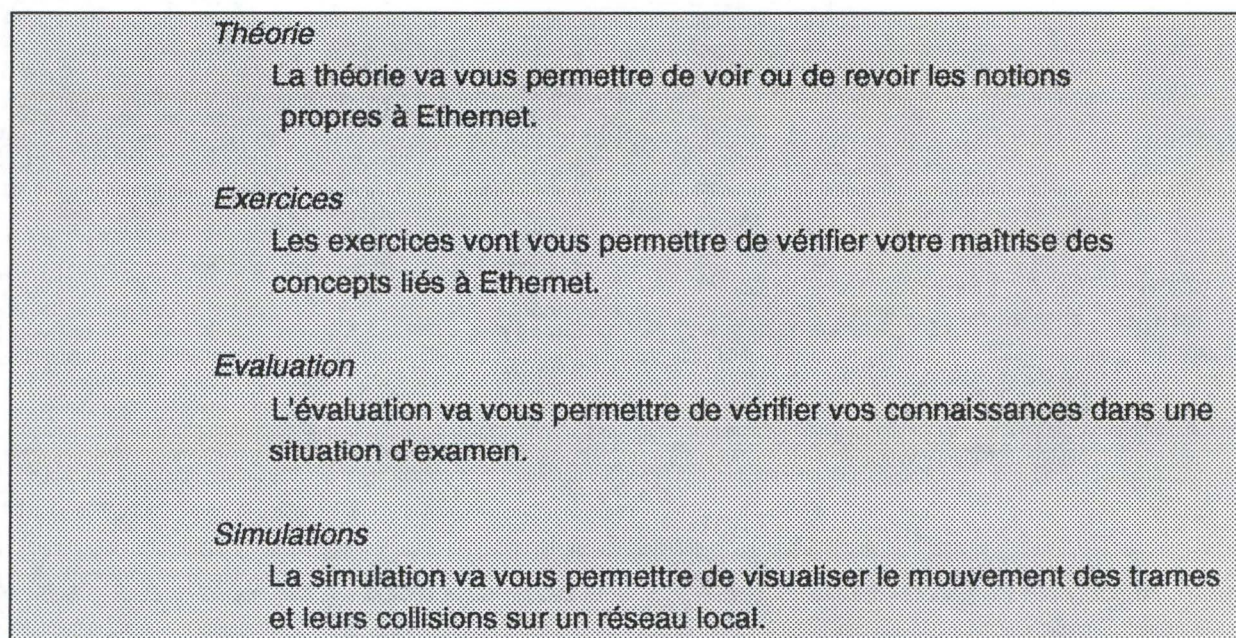 Théorie
La théorie va vous permettre de voir ou de revoir les notions
propres à Ethernet.
Exercices
Les exercices vont vous permettre de vérifier votre maîtrise des
concepts liés à Ethernet.
Evaluation
L'évaluation va vous permettre de vérifier vos connaissances dans une
situation d'examen.
Simulations
La simulation va vous permettre de visualiser le mouvement des trames
et leurs collisions sur un réseau local.